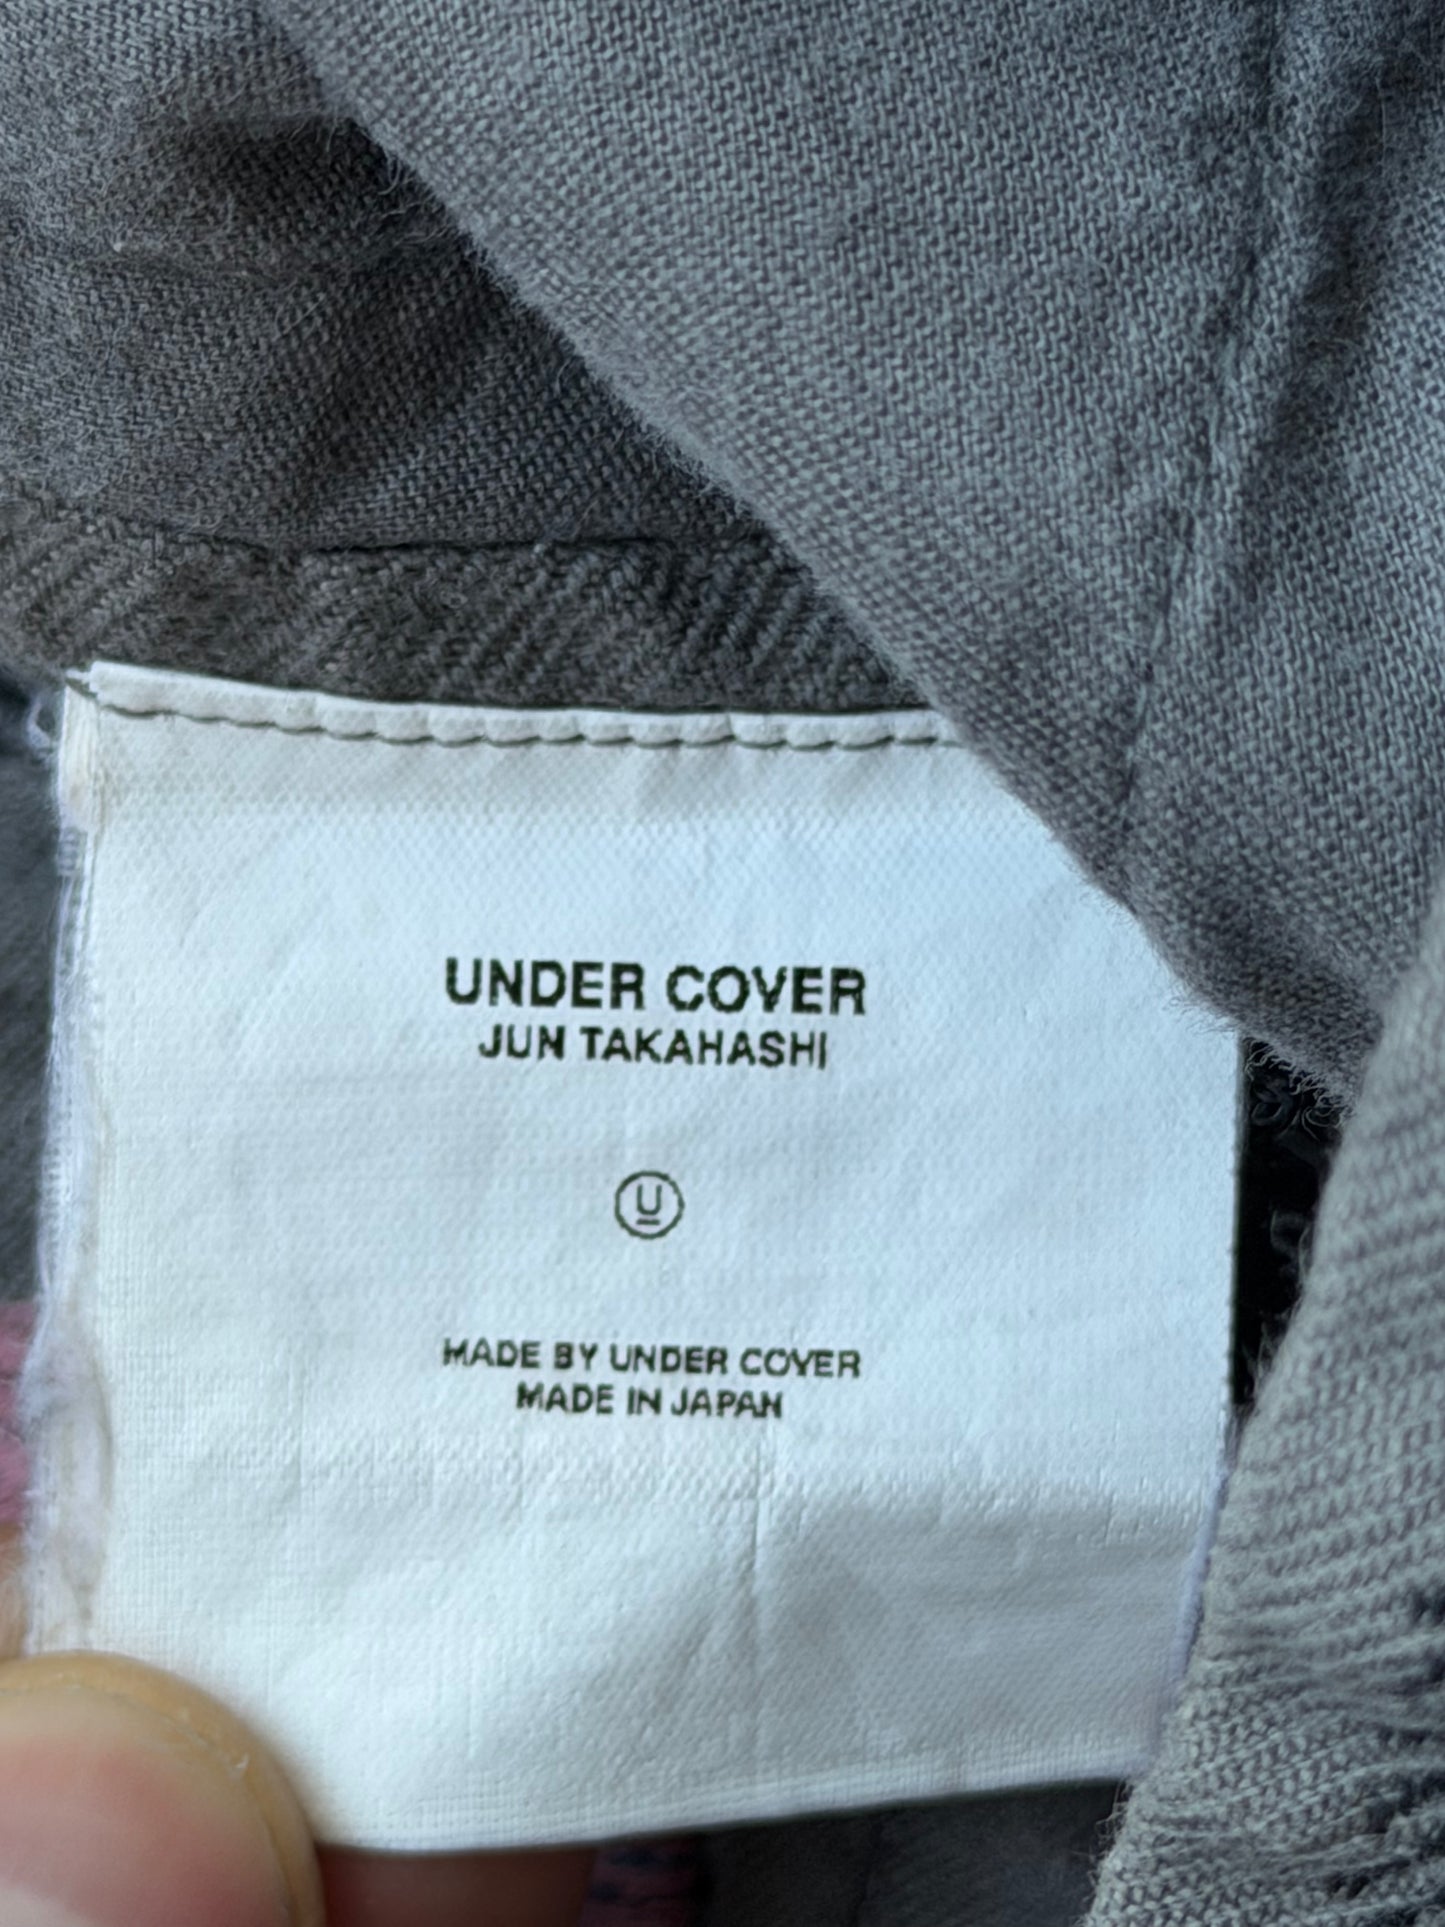 UNDER COVER
JUN TAKAHASHI
U
MADE BY UNDER COVER
MADE IN JAPAN